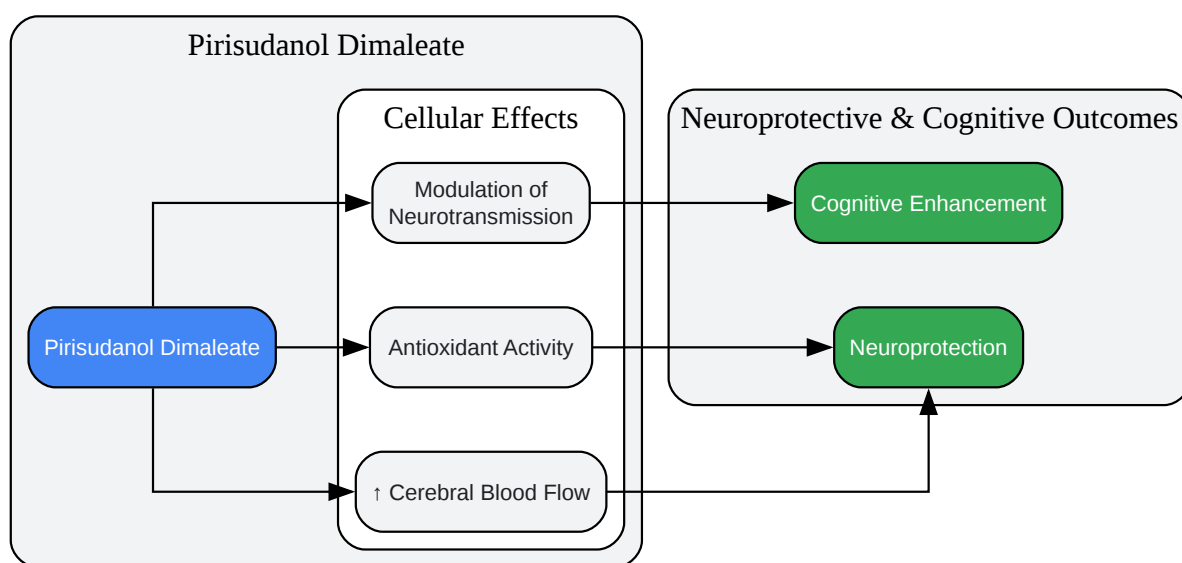 Pirisudanol Dimaleate
Cellular Effects
Neuroprotective & Cognitive Outcomes
Modulation of
Neurotransmission
Cognitive Enhancement
Pirisudanol Dimaleate
Antioxidant Activity
Neuroprotection
↑ Cerebral Blood Flow